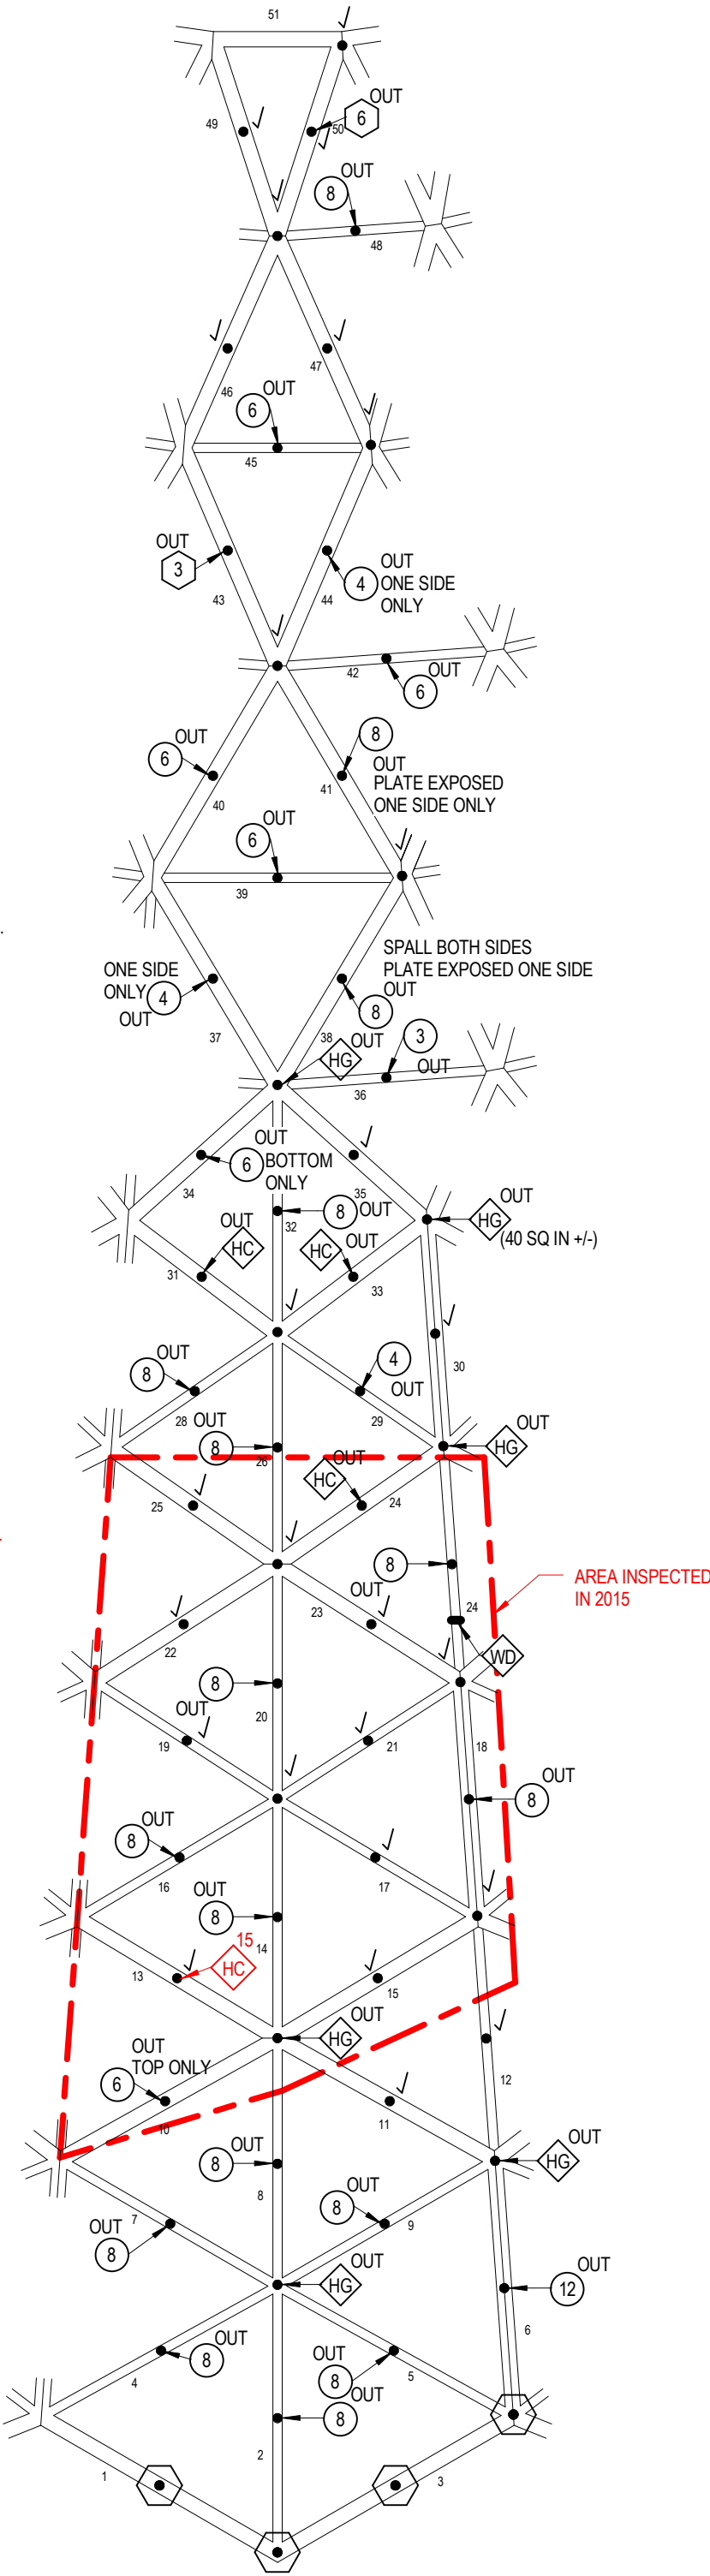 51
OUT
49
50
6
OUT
8
48
46
47
OUT
6
45
OUT
3
43
OUT
4
ONE SIDE
ONLY
44
42
OUT
6
OUT
6
8
OUT
PLATE EXPOSED
ONE SIDE ONLY
40
41
OUT
6
39
SPALL BOTH SIDES
PLATE EXPOSED ONE SIDE
OUT
8
ONE SIDE
ONLY
4
OUT
37
38
OUT
HG
3
OUT
36
OUT
6
BOTTOM
ONLY
34
35
32
8
OUT
OUT
HG
(40 SQ IN +/-)
OUT
HC
OUT
HC
31
33
30
OUT
8
4
OUT
28
29
OUT
8
26
OUT
HG
OUT
HC
25
24
8
AREA INSPECTED
IN 2015
24
WD
OUT
23
22
8
20
OUT
19
21
18
OUT
8
OUT
8
16
17
OUT
8
14
15
HC
13
15
OUT
HG
OUT
TOP ONLY
6
10
11
12
OUT
8
8
OUT
HG
OUT
8
9
7
OUT
8
OUT
HG
OUT
12
6
OUT
8
4
OUT
8
5
OUT
8
2
1
3